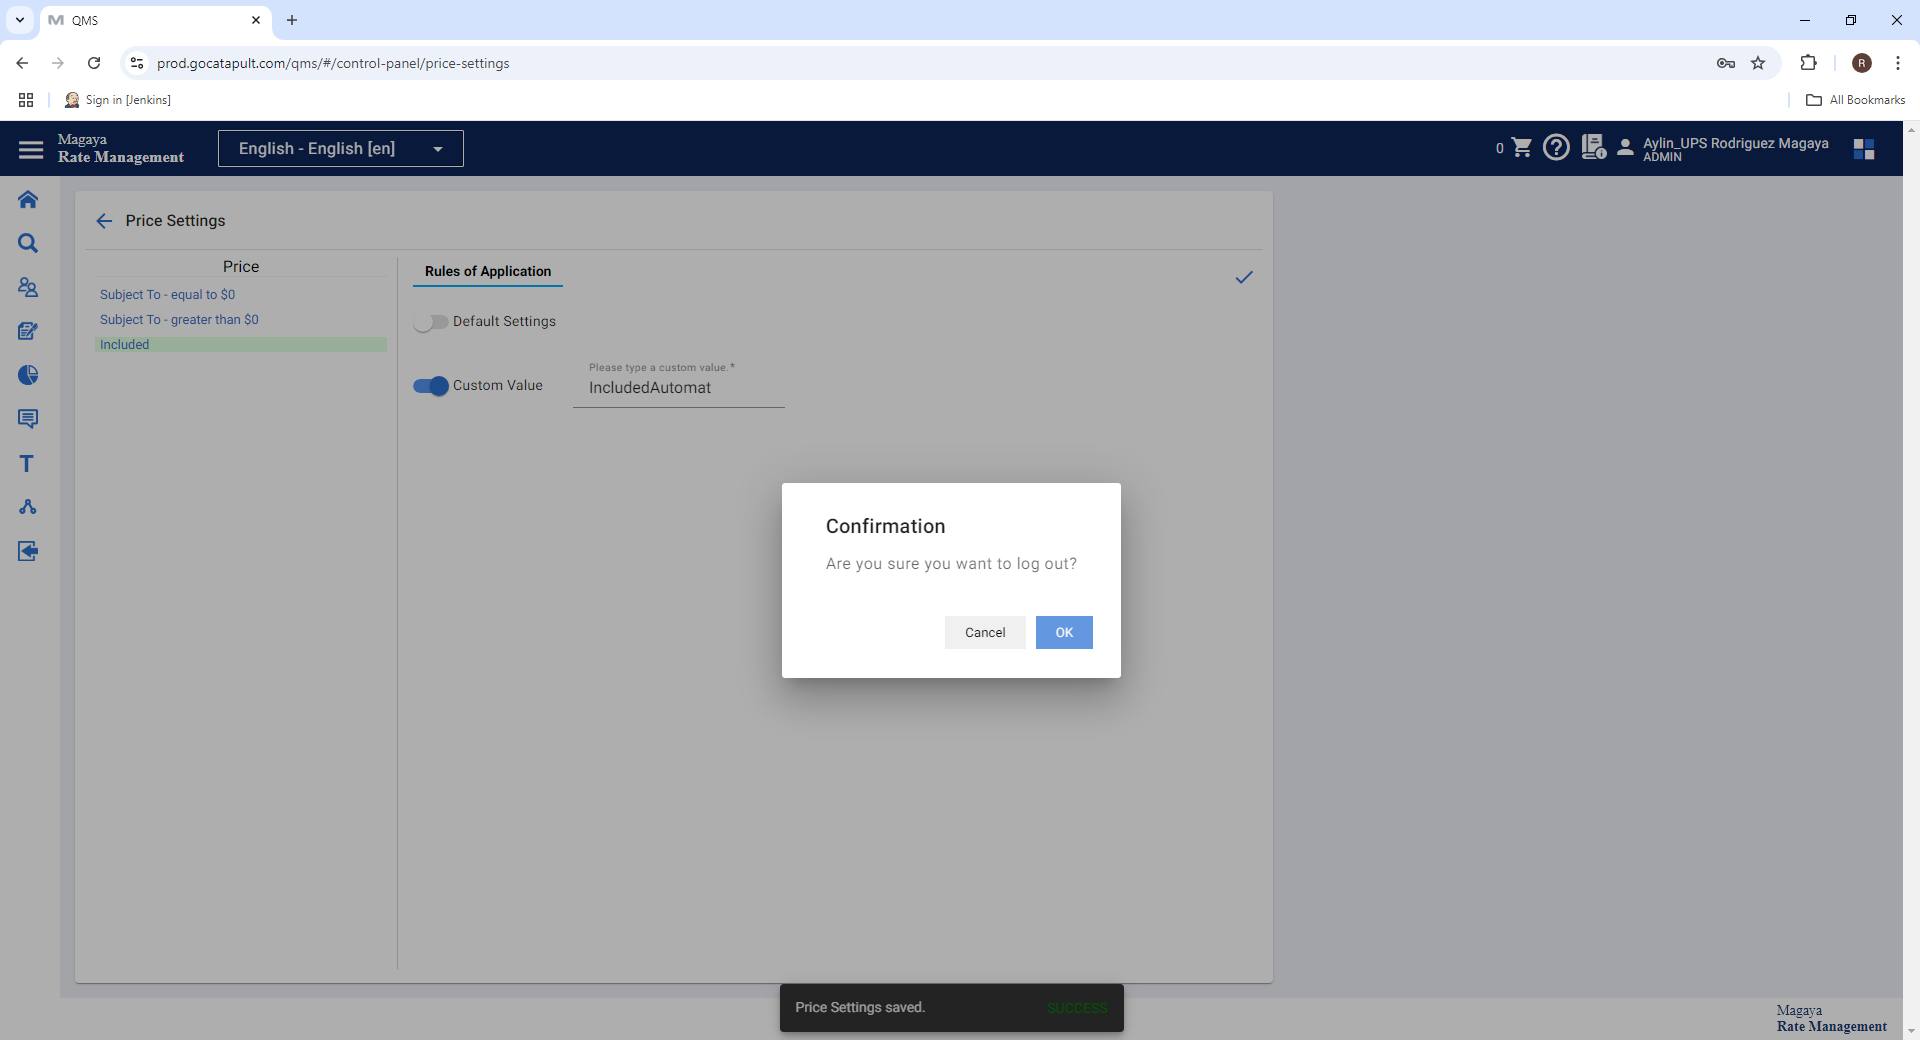 QMS
prod.gocatapult.com/qms/#/control-panel/price-settings
R
Sign in [Jenkins]
All Bookmarks
Magaya
Rate Management
English - English [en]
0
Aylin_UPS Rodriguez Magaya
ADMIN
Price Settings
Price
Subject To - equal to $0
Subject To - greater than $0
Included
Rules of Application
Default Settings
Custom Value
Please type a custom value. *
IncludedAutomat
Confirmation
Are you sure you want to log out?
Cancel
OK
Price Settings saved.
SUCCESS
Magaya
Rate Management